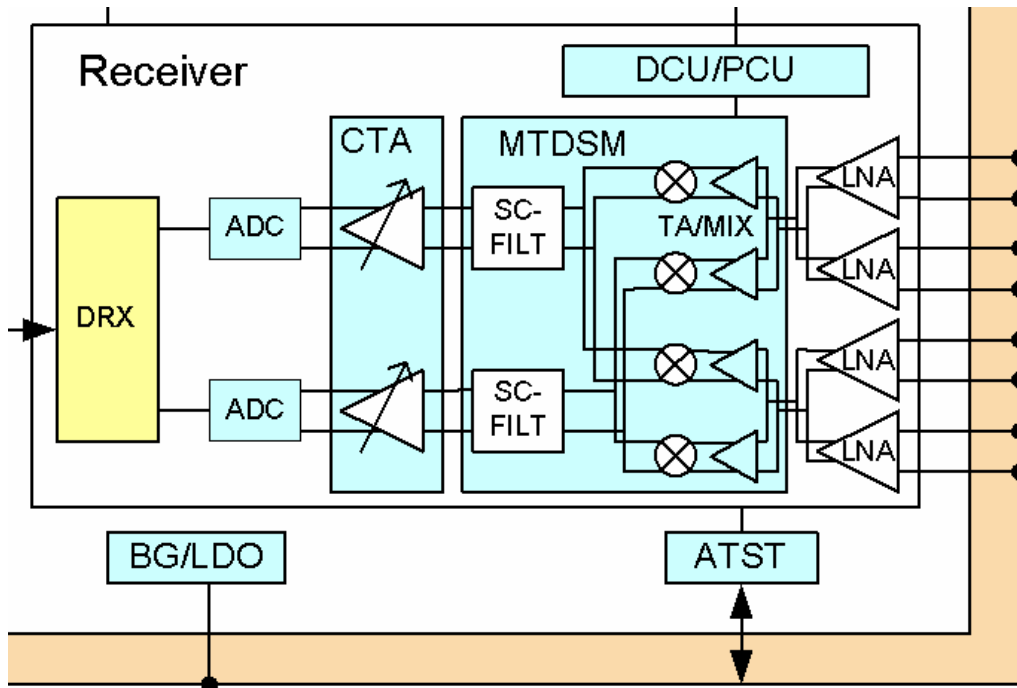 Receiver
DCU/PCU
CTA
MTDSM
LNA
SC-
FILT
ADC
TA/MIX
LNA
DRX
LNA
SC-
FILT
ADC
LNA
BG/LDO
ATST